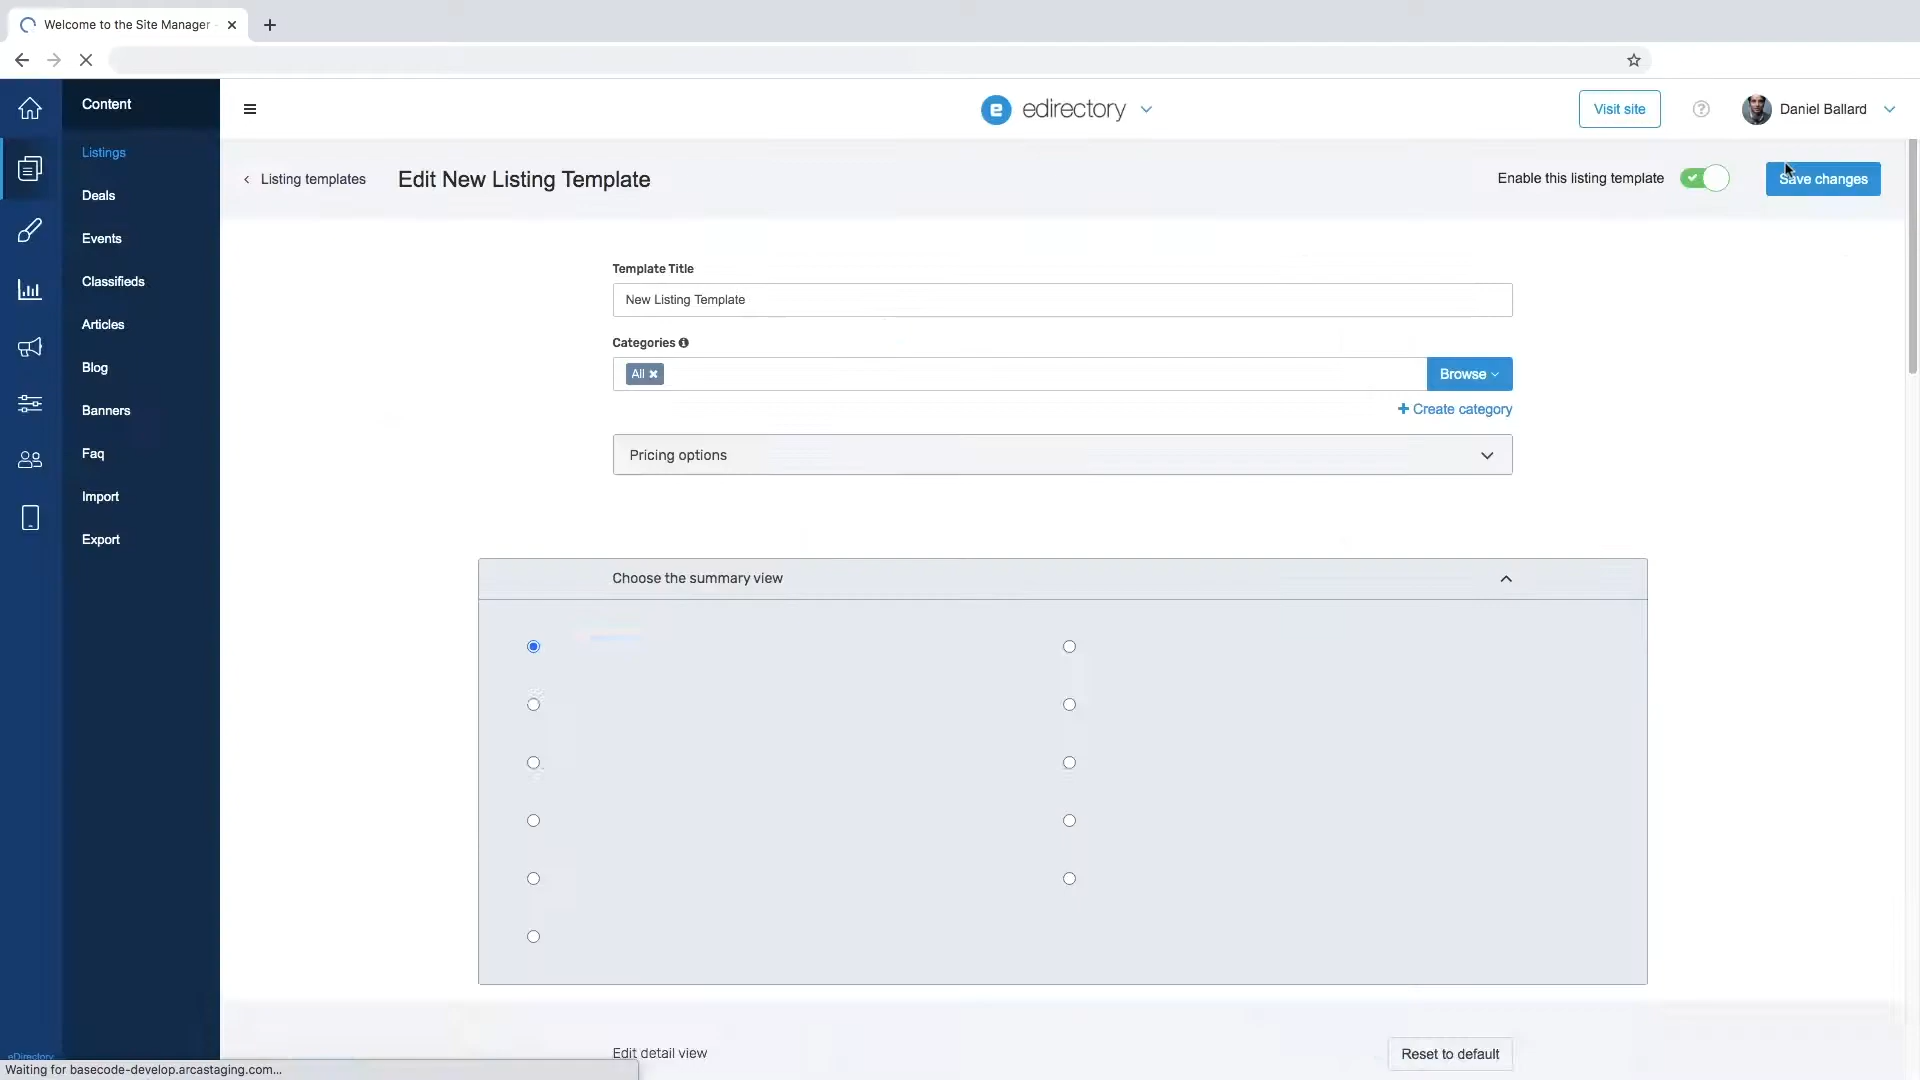 Welcome to the Site Manager -
Content
edirectory
Visit site
Daniel Ballard
Listings
Deals
Events
Classifieds
Articles
Blog
Banners
Faq
Import
Export
Listing templates
Edit New Listing Template
Enable this listing template
Save changes
Template Title
New Listing Template
Categories
All
Browse
Create category
Pricing options
Choose the summary view
Edit detail view
Reset to default
eDirectory
Waiting for basecode-develop.arcastaging.com...